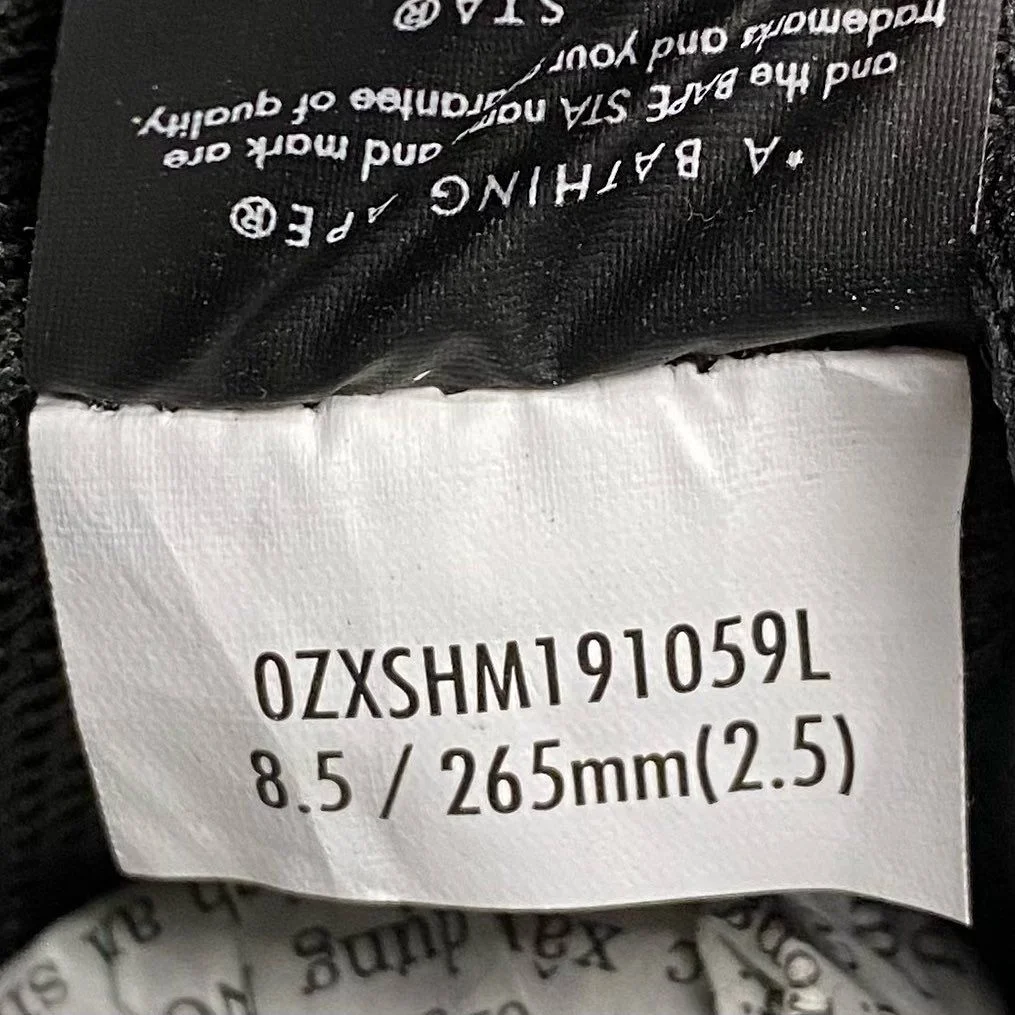 *A BATHING APE®
and the BAPE STA and mark are
trademarks and your of quality.
STA®
0ZXSHM191059L
8.5 / 265mm(2.5)